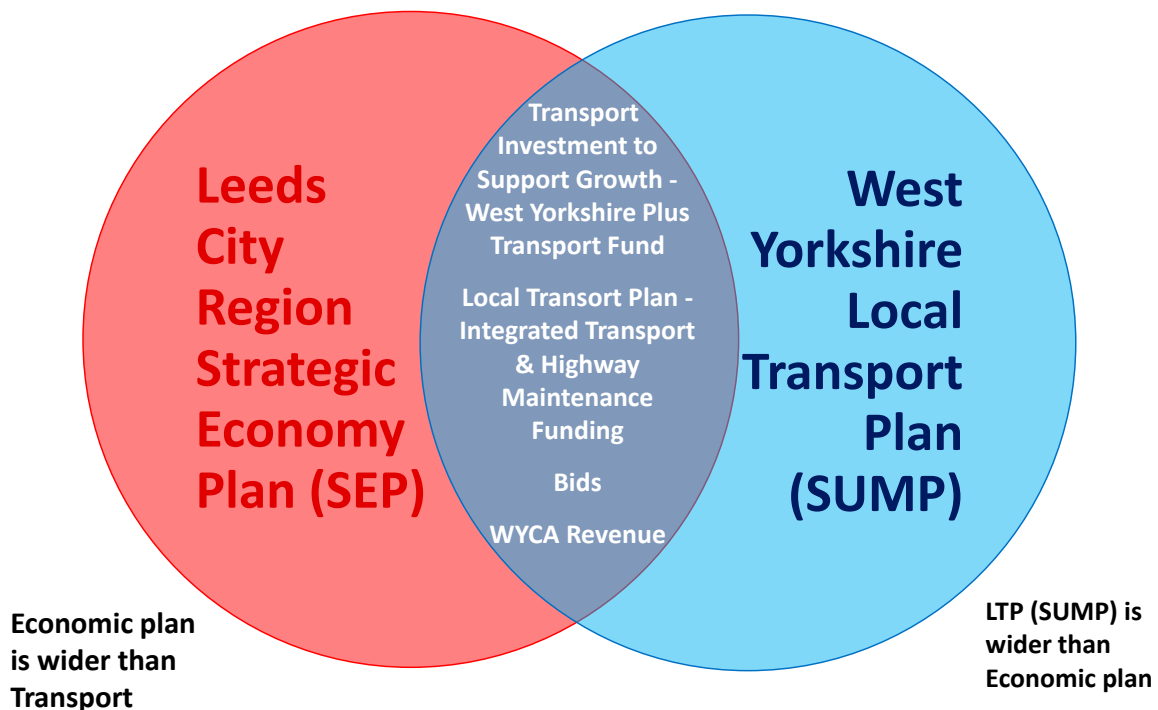 Leeds
City
Region
Strategic
Economy
Plan (SEP)
Transport
Investment to
Support Growth -
West Yorkshire Plus
Transport Fund
Local Transort Plan -
Integrated Transport
& Highway
Maintenance
Funding
Bids
WYCA Revenue
West
Yorkshire
Local
Transport
Plan
(SUMP)
Economic plan
is wider than
Transport
LTP (SUMP) is
wider than
Economic plan